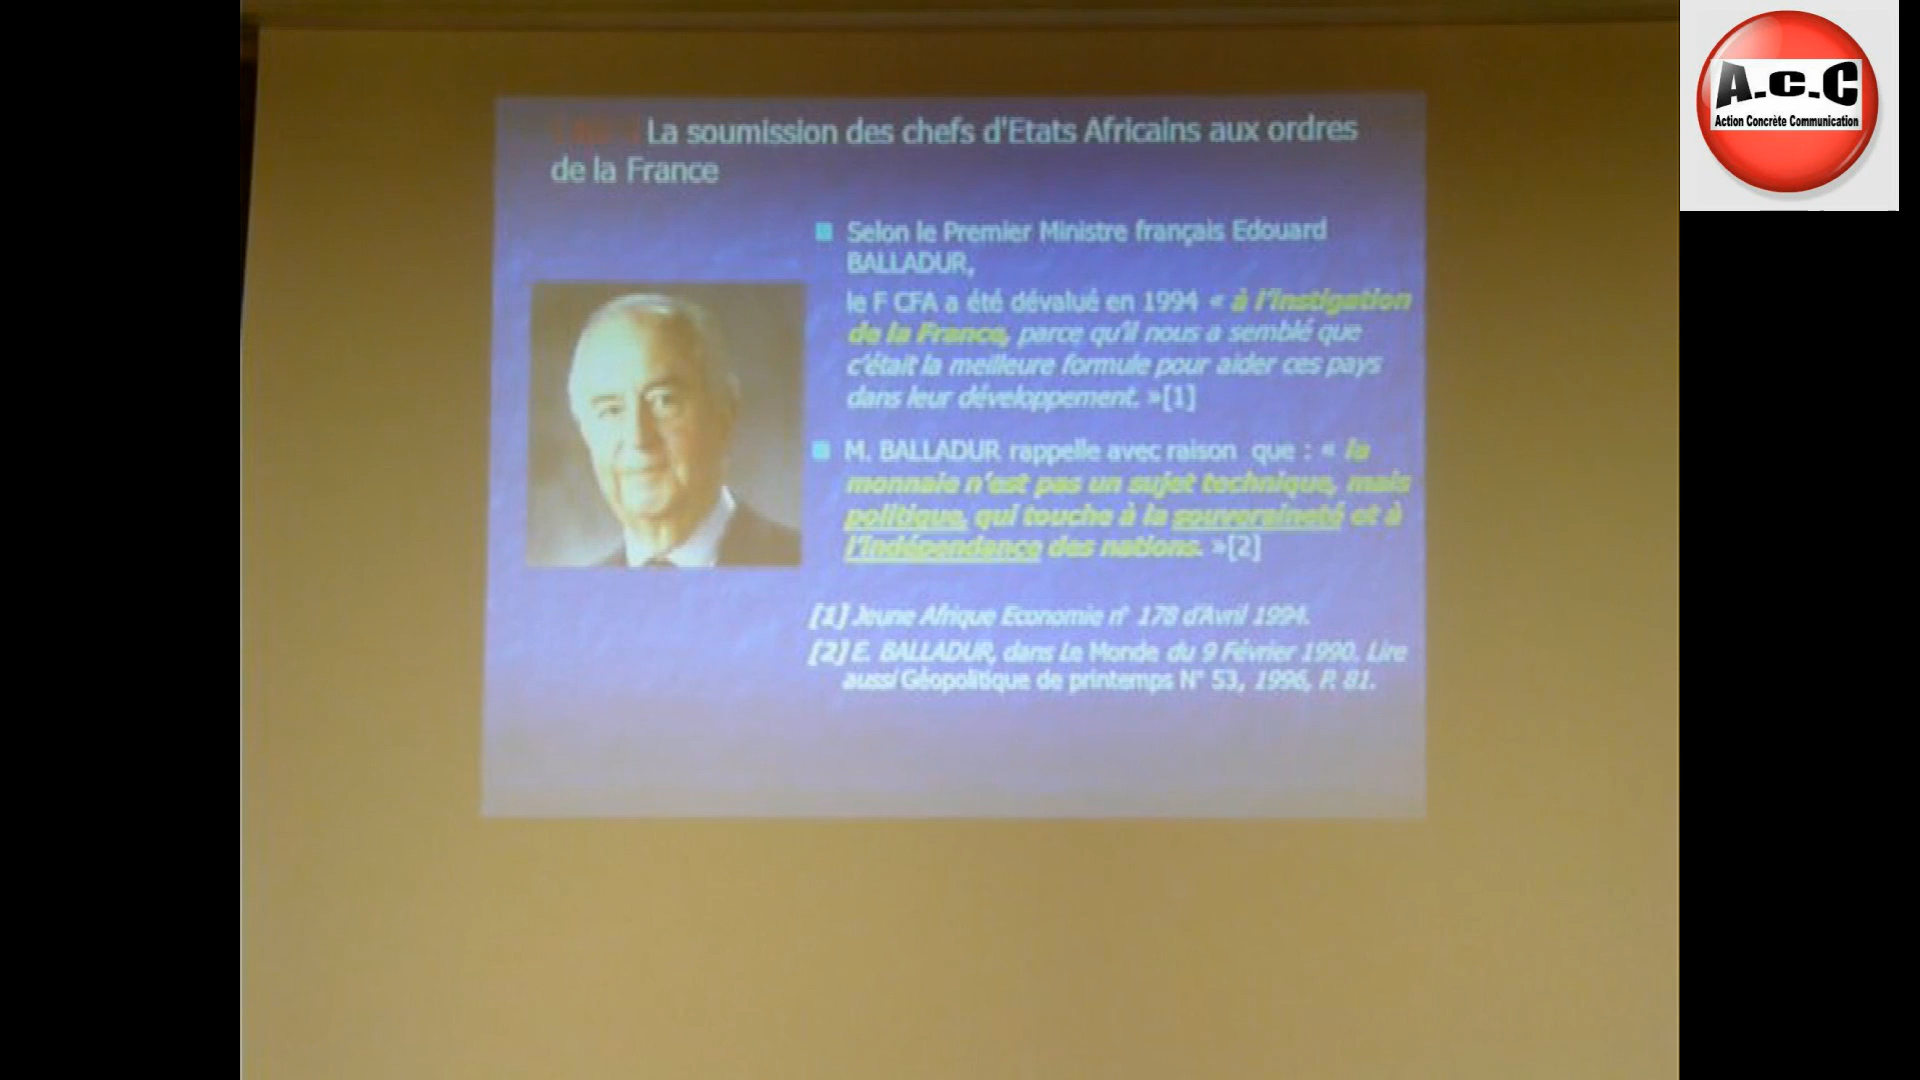 A.C.C
Action Concrète Communication
La soumission des chefs d'Etats Africains aux ordres
de la France
Selon le Premier Ministre français Edouard
BALLADUR,
le F CFA a été dévalué en 1994 « à l'instigation
de la France, parce qu'il nous a semblé que
c'était la meilleure formule pour aider ces pays
dans leur développement. »[1]
M. BALLADUR rappelle avec raison que : « la
monnaie n'est pas un sujet technique, mais
politique, qui touche à la souveraineté et à
l'indépendance des nations. »[2]
[1] Jeune Afrique Economie n° 178 d'Avril 1994.
[2] E. BALLADUR, dans Le Monde du 9 Février 1990. Lire
aussi Géopolitique de printemps N° 53, 1996, P. 81.